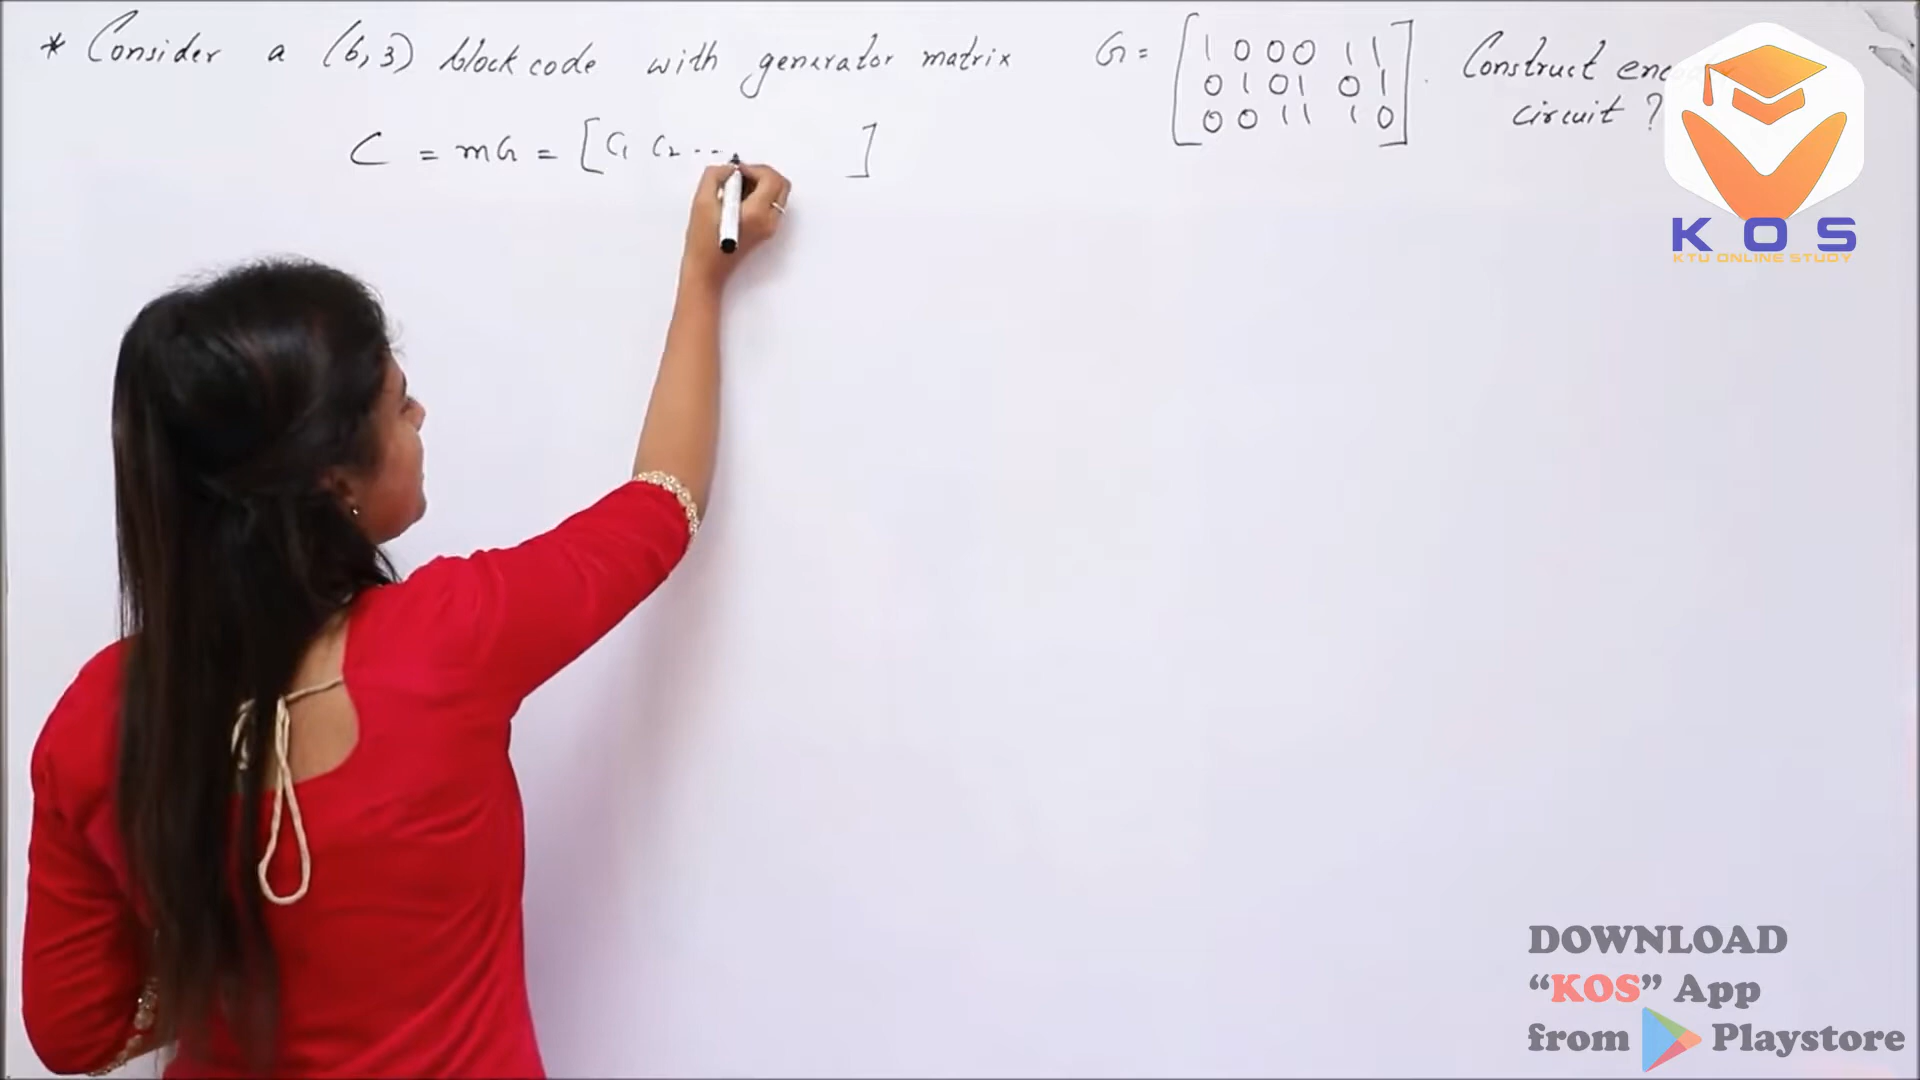 * Consider a (6,3) block code with generator matrix G = [ 1 0 0 0 1 1 . Construct
0 1 0 1 0 1
0 0 1 1 1 0 ] circuit ?
C = mG = [ C1 C2 ... ]
K O S
KTU ONLINE STUDY
DOWNLOAD
“KOS” App
from Playstore